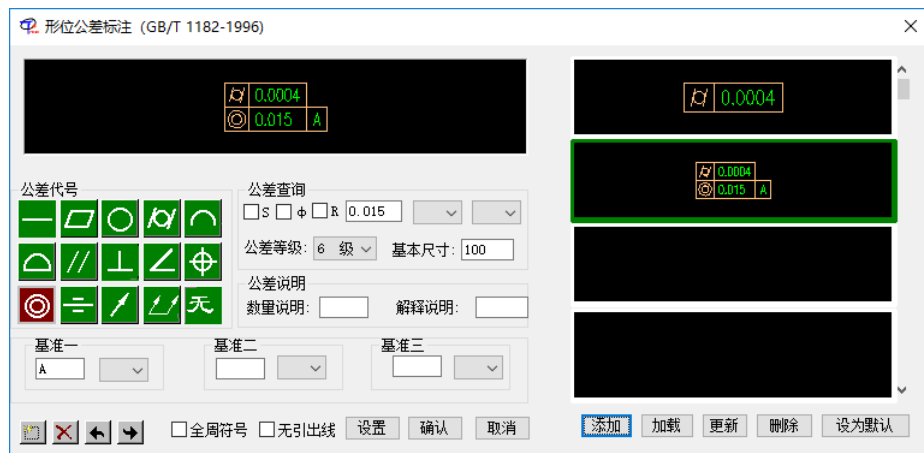 形位公差标注 (GB/T 1182-1996)
0.0004
0.015 A
0.0004
0.0004
0.015 A
公差代号
无
公差查询
S ϕ R 0.015
公差等级: 6 级 基本尺寸: 100
公差说明
数量说明: 解释说明:
基准一 基准二 基准三
A
全周符号 无引出线 设置 确认 取消
添加 加载 更新 删除 设为默认